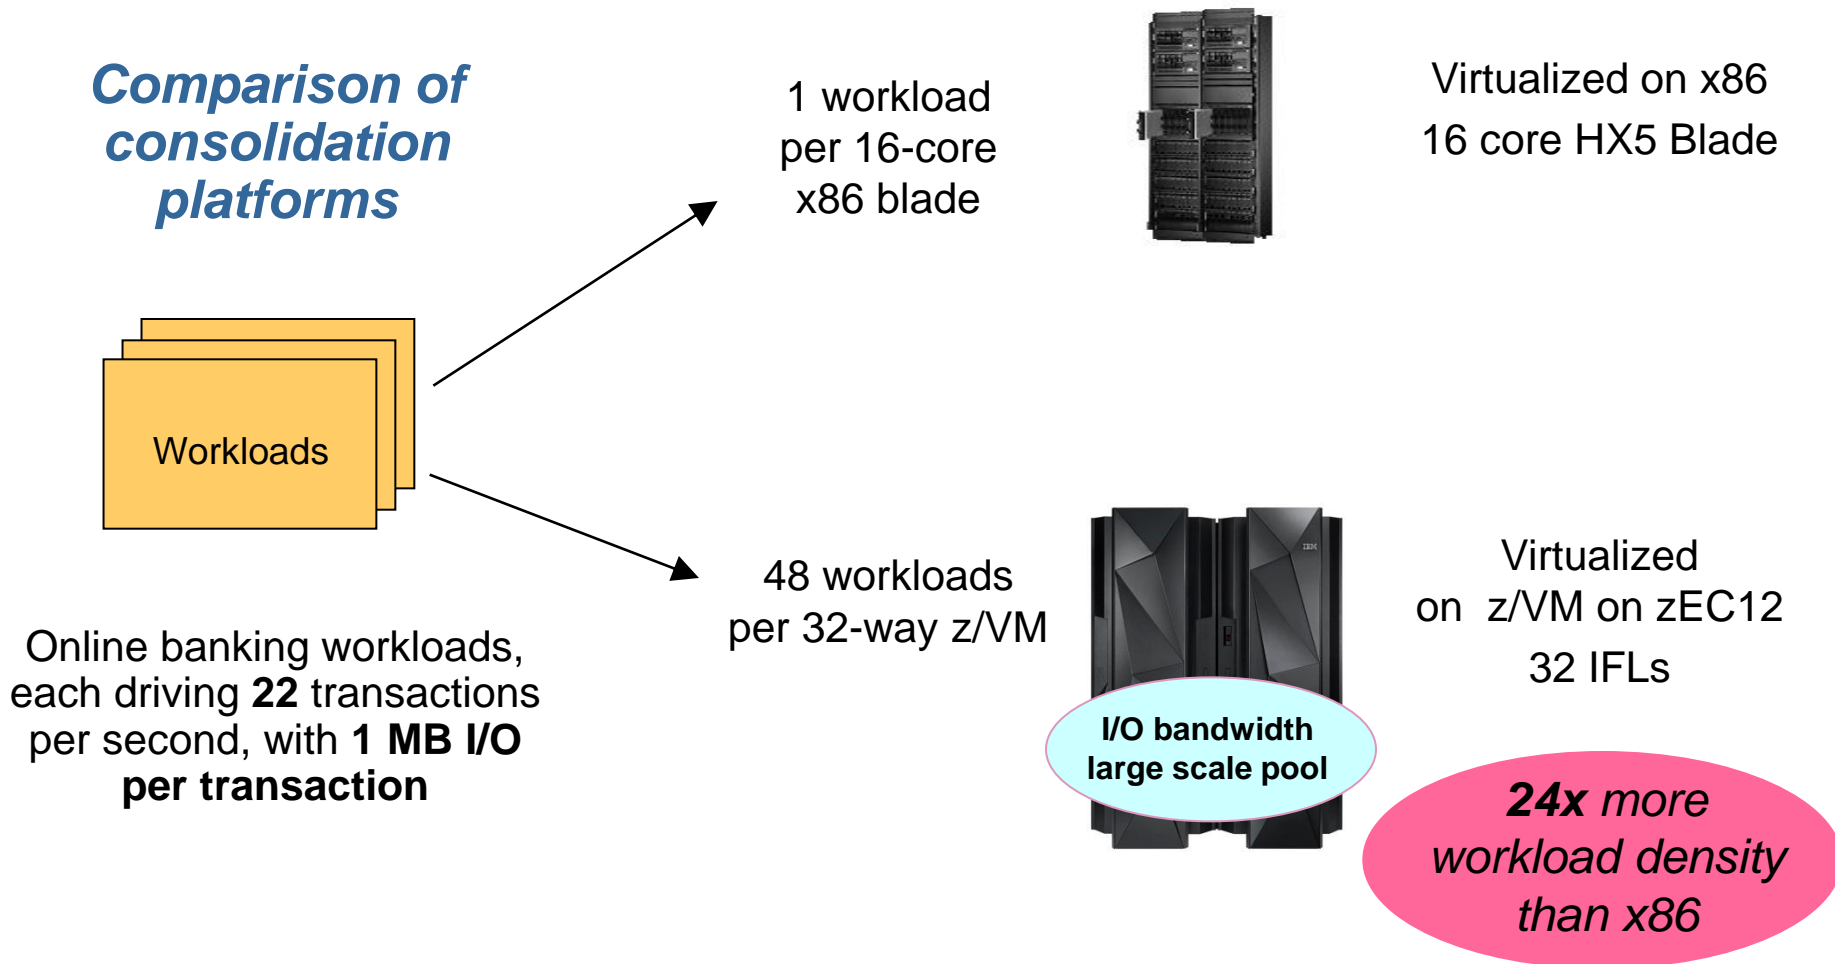 Comparison of
consolidation
platforms
1 workload
per 16-core
x86 blade
Virtualized on x86
16 core HX5 Blade
Workloads
Online banking workloads,
each driving 22 transactions
per second, with 1 MB I/O
per transaction
48 workloads
per 32-way z/VM
IBM
I/O bandwidth
large scale pool
Virtualized
on z/VM on zEC12
32 IFLs
24x more
workload density
than x86